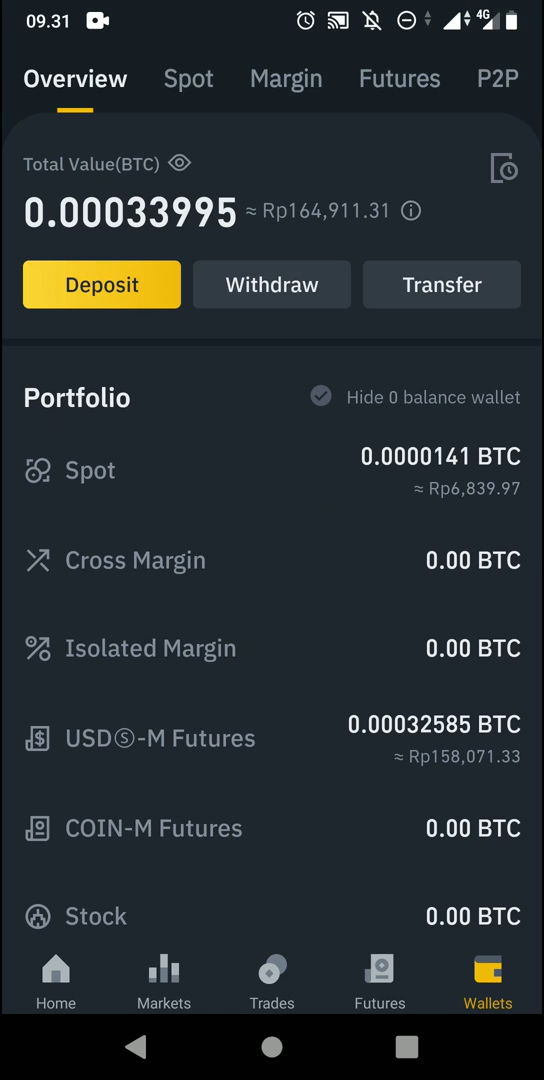 09.31
4G
Overview Spot Margin Futures P2P
Total Value(BTC)
0.00033995 ≈ Rp164,911.31
Deposit Withdraw Transfer
Portfolio Hide 0 balance wallet
Spot 0.0000141 BTC
≈ Rp6,839.97
Cross Margin 0.00 BTC
Isolated Margin 0.00 BTC
USDⓈ-M Futures 0.00032585 BTC
≈ Rp158,071.33
COIN-M Futures 0.00 BTC
Stock 0.00 BTC
Home Markets Trades Futures Wallets